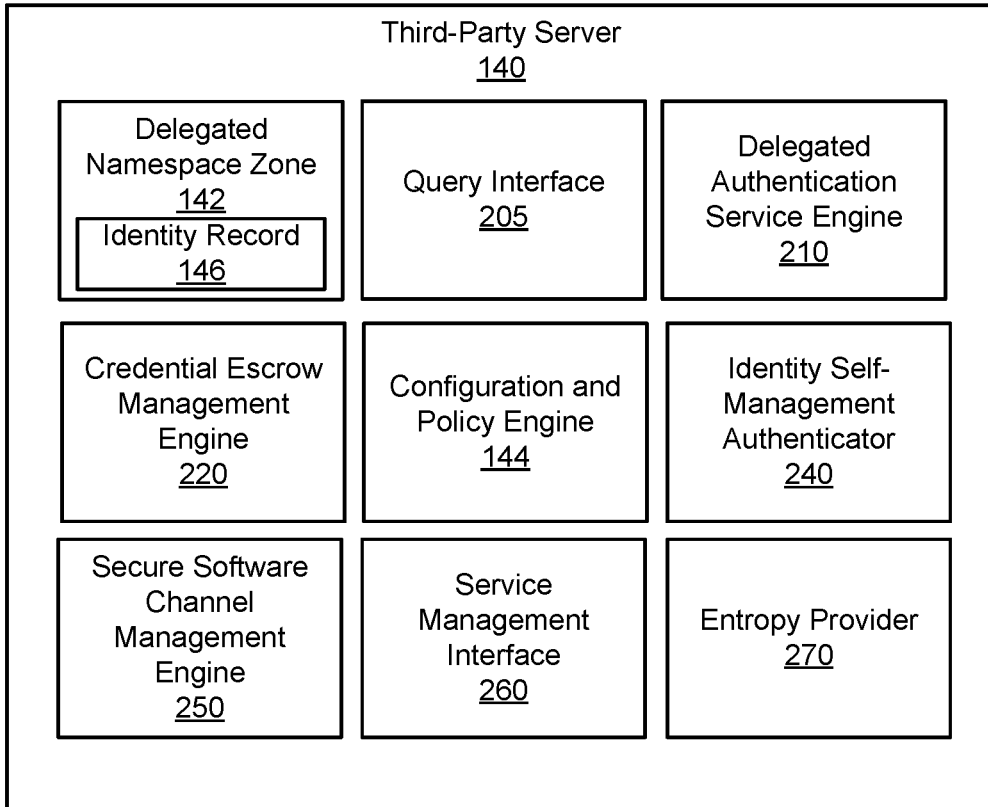 Third-Party Server
140
Delegated
Namespace Zone
142
Identity Record
146
Query Interface
205
Delegated
Authentication
Service Engine
210
Credential Escrow
Management
Engine
220
Configuration and
Policy Engine
144
Identity Self-
Management
Authenticator
240
Secure Software
Channel
Management
Engine
250
Service
Management
Interface
260
Entropy Provider
270